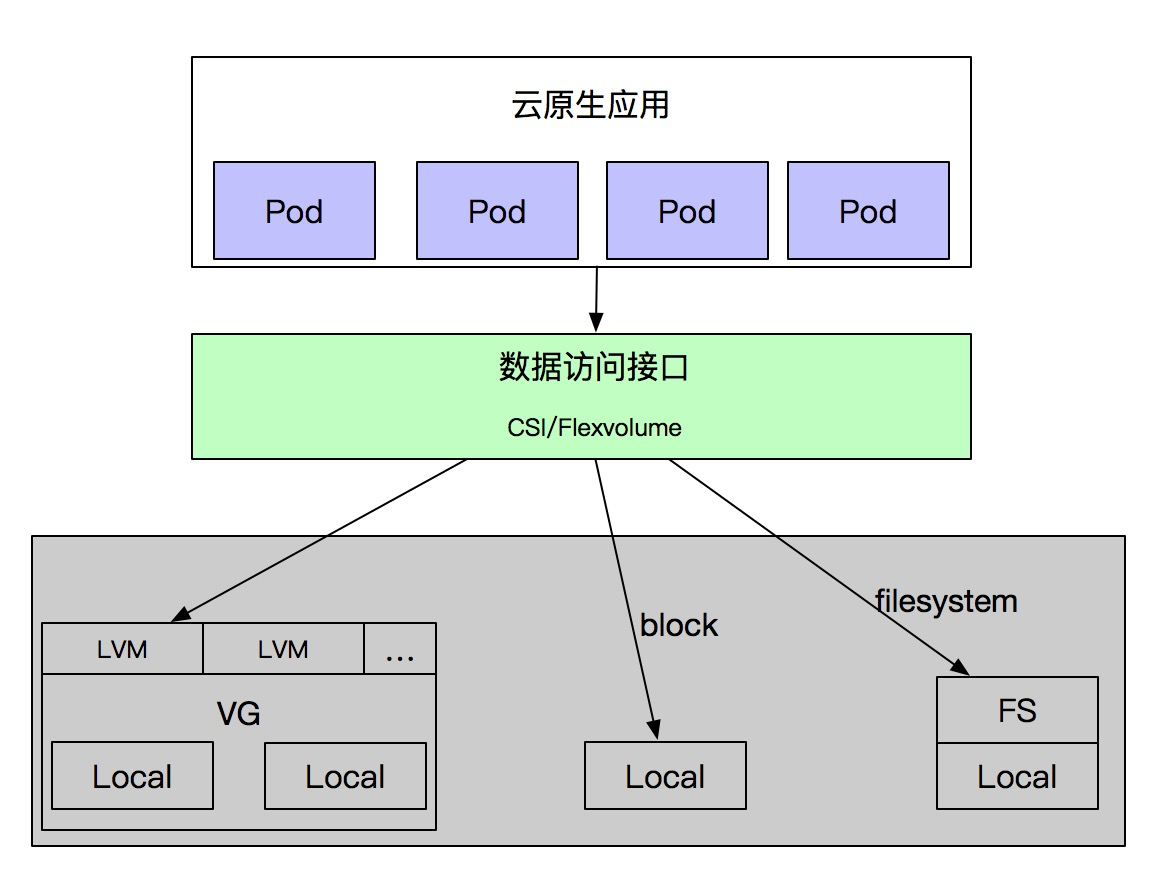 云原生应用
Pod Pod Pod Pod
数据访问接口
CSI/Flexvolume
filesystem
block
LVM LVM ...
FS
VG
Local Local Local Local